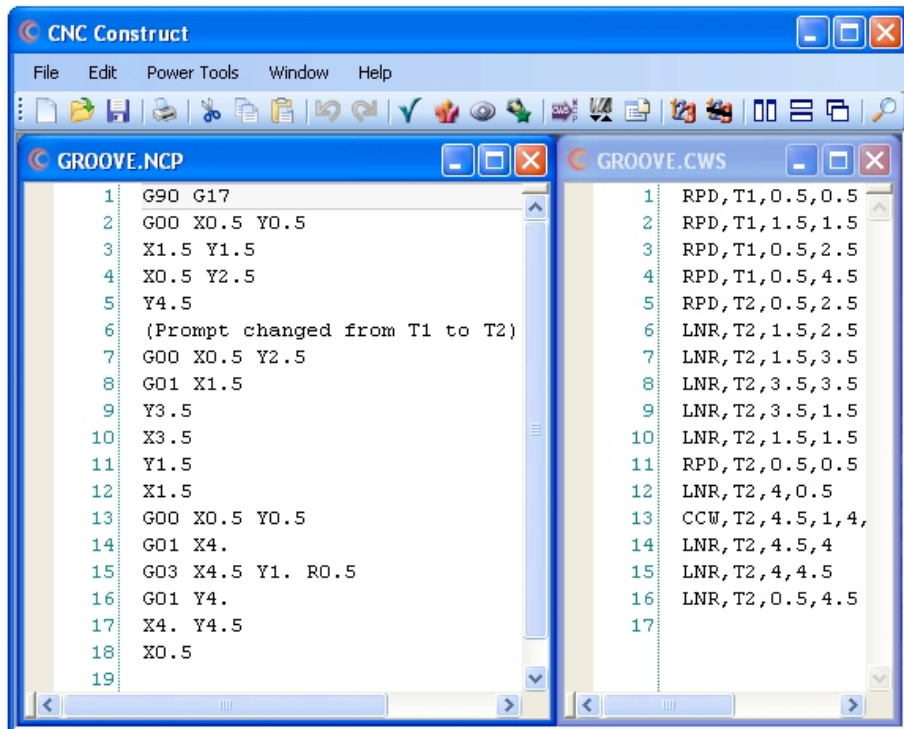 CNC Construct
File Edit Power Tools Window Help
GROOVE.NCP
1 G90 G17
2 G00 X0.5 Y0.5
3 X1.5 Y1.5
4 X0.5 Y2.5
5 Y4.5
6 (Prompt changed from T1 to T2)
7 G00 X0.5 Y2.5
8 G01 X1.5
9 Y3.5
10 X3.5
11 Y1.5
12 X1.5
13 G00 X0.5 Y0.5
14 G01 X4.
15 G03 X4.5 Y1. R0.5
16 G01 Y4.
17 X4. Y4.5
18 X0.5
19
GROOVE.CWS
1 RPD,T1,0.5,0.5
2 RPD,T1,1.5,1.5
3 RPD,T1,0.5,2.5
4 RPD,T1,0.5,4.5
5 RPD,T2,0.5,2.5
6 LNR,T2,1.5,2.5
7 LNR,T2,1.5,3.5
8 LNR,T2,3.5,3.5
9 LNR,T2,3.5,1.5
10 LNR,T2,1.5,1.5
11 RPD,T2,0.5,0.5
12 LNR,T2,4,0.5
13 CCW,T2,4.5,1,4,
14 LNR,T2,4.5,4
15 LNR,T2,4,4.5
16 LNR,T2,0.5,4.5
17